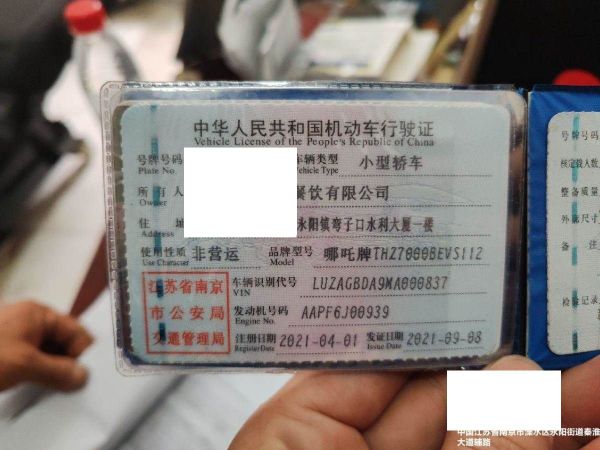 中华人民共和国机动车行驶证
Vehicle License of the People's Republic of China
号牌号码 车辆类型 小型轿车
Plate No. Vehicle Type
所有人 餐饮有限公司
Owner
住 址 永阳镇弯子口水利大厦一楼
Address
使用性质 非营运 品牌型号 哪吒牌THZ7000BEVS112
Use Character Model
江苏省南京市公安局交通管理局
车辆识别代号 LUZAGBDA9MA000837
VIN
发动机号码 AAPF6J00939
Engine No.
注册日期 2021-04-01 发证日期 2021-09-08
Register Date Issue Date
号牌号码
核定载人数
整备质量
外廓尺寸
备
检验记录
中国江苏省南京市溧水区永阳街道秦淮
大道辅路